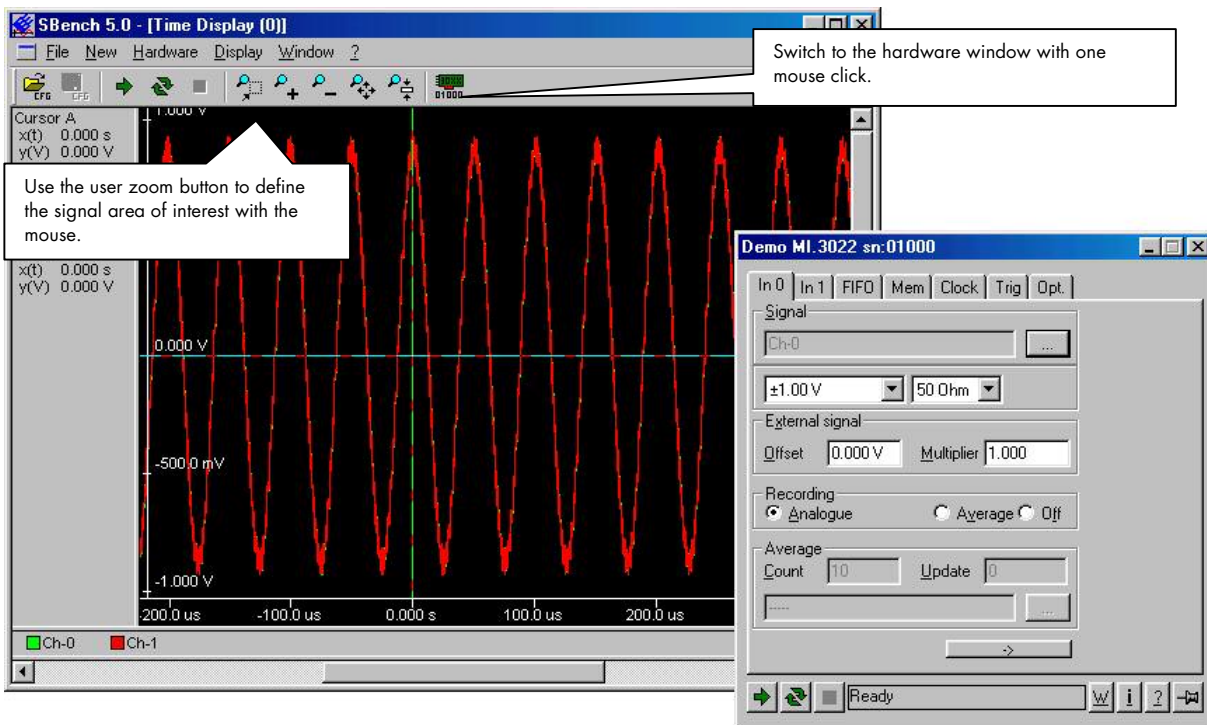 SBench 5.0 - [Time Display (0)]
File New Hardware Display Window ?
CFG CFG 01000
Switch to the hardware window with one
mouse click.
Cursor A
x(t) 0.000 s
y(V) 0.000 V
1.000 V
Use the user zoom button to define
the signal area of interest with the
mouse.
x(t) 0.000 s
y(V) 0.000 V
0.000 V
-500.0 mV
-1.000 V
-200.0 us -100.0 us 0.000 s 100.0 us 200.0 us
Ch-0 Ch-1
Demo MI.3022 sn:01000
In 0 In 1 FIFO Mem Clock Trig Opt.
Signal
Ch-0 ...
±1.00 V 50 Ohm
External signal
Offset 0.000 V Multiplier 1.000
Recording
Analogue Average Off
Average
Count 10 Update 0
----- ...
->
Ready W i ?